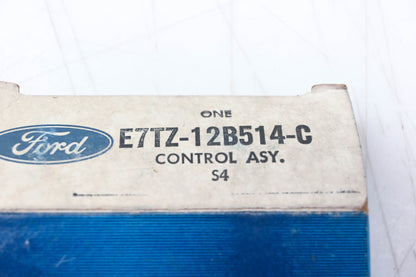 ONE
Ford E7TZ-12B514-C
CONTROL ASY.
S4